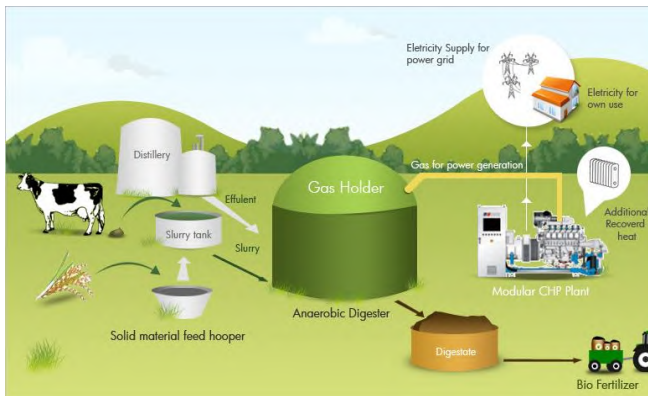 Eletricity Supply for
power grid
Eletricity for
own use
Distillery
Gas for power generation
Gas Holder
Effulent
Additional
Recoverd
heat
Slurry tank
Slurry
Modular CHP Plant
Anaerobic Digester
Solid material feed hooper
Digestate
Bio Fertilizer